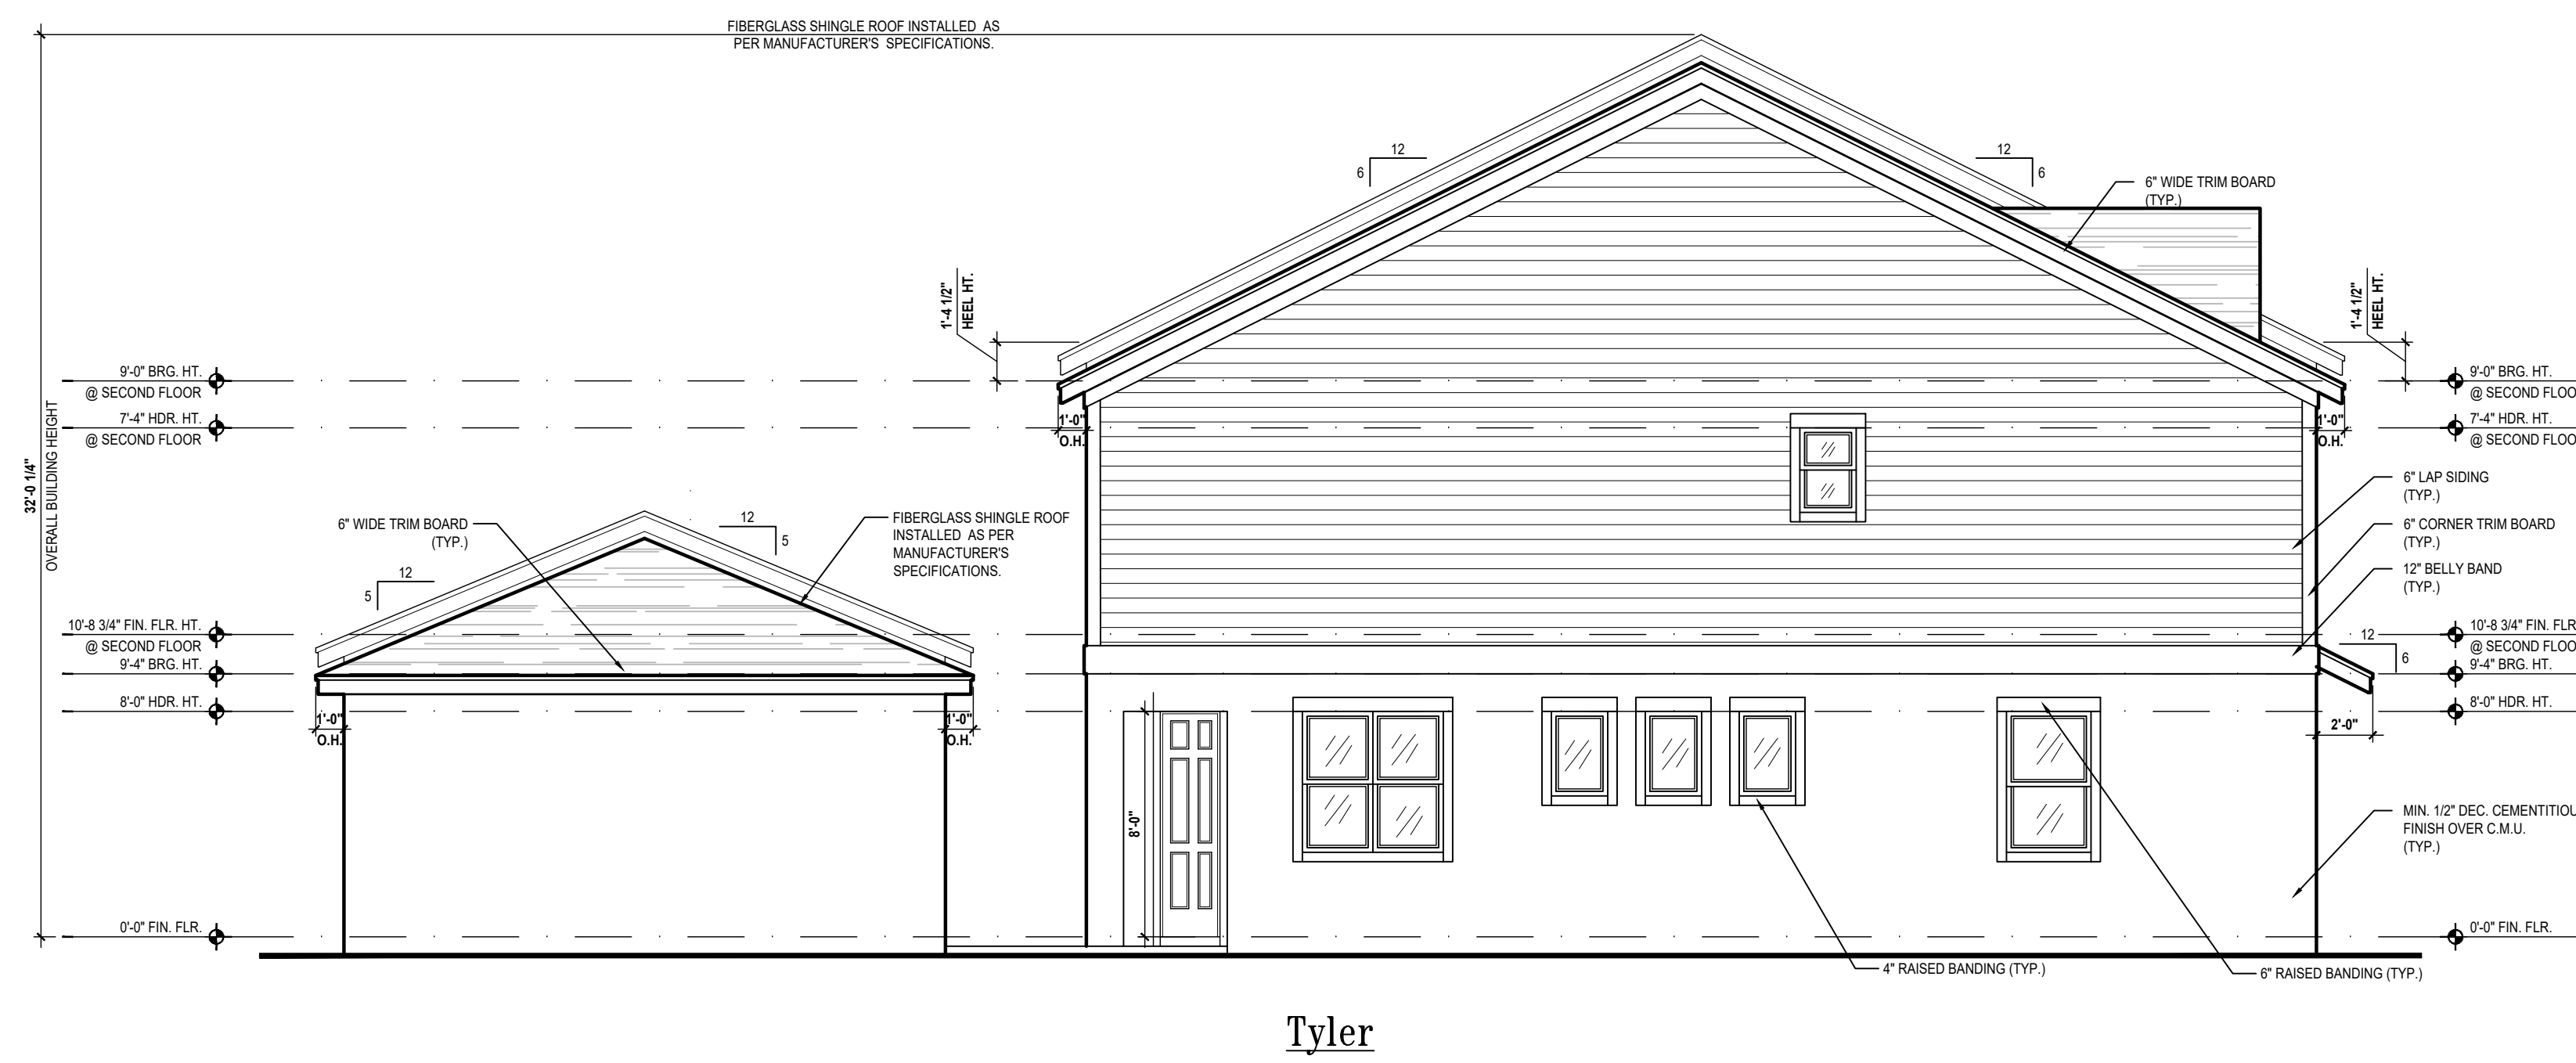 FIBERGLASS SHINGLE ROOF INSTALLED AS
PER MANUFACTURER'S SPECIFICATIONS.
12
6
12
6
6" WIDE TRIM BOARD
(TYP.)
1'-4 1/2"
HEEL HT.
1'-4 1/2"
HEEL HT.
9'-0" BRG. HT.
@ SECOND FLOOR
7'-4" HDR. HT.
@ SECOND FLOOR
9'-0" BRG. HT.
@ SECOND FLOO
7'-4" HDR. HT.
@ SECOND FLOO
1'-0"
O.H.
1'-0"
O.H.
32'-0 1/4"
OVERALL BUILDING HEIGHT
6" LAP SIDING
(TYP.)
6" CORNER TRIM BOARD
(TYP.)
12" BELLY BAND
(TYP.)
6" WIDE TRIM BOARD
(TYP.)
12
5
FIBERGLASS SHINGLE ROOF
INSTALLED AS PER
MANUFACTURER'S
SPECIFICATIONS.
12
5
10'-8 3/4" FIN. FLR. HT.
@ SECOND FLOOR
9'-4" BRG. HT.
8'-0" HDR. HT.
12
6
10'-8 3/4" FIN. FLR
@ SECOND FLOO
9'-4" BRG. HT.
8'-0" HDR. HT.
1'-0"
O.H.
1'-0"
O.H.
2'-0"
8'-0"
MIN. 1/2" DEC. CEMENTITIOU
FINISH OVER C.M.U.
(TYP.)
0'-0" FIN. FLR.
0'-0" FIN. FLR.
4" RAISED BANDING (TYP.)
6" RAISED BANDING (TYP.)
Tyler